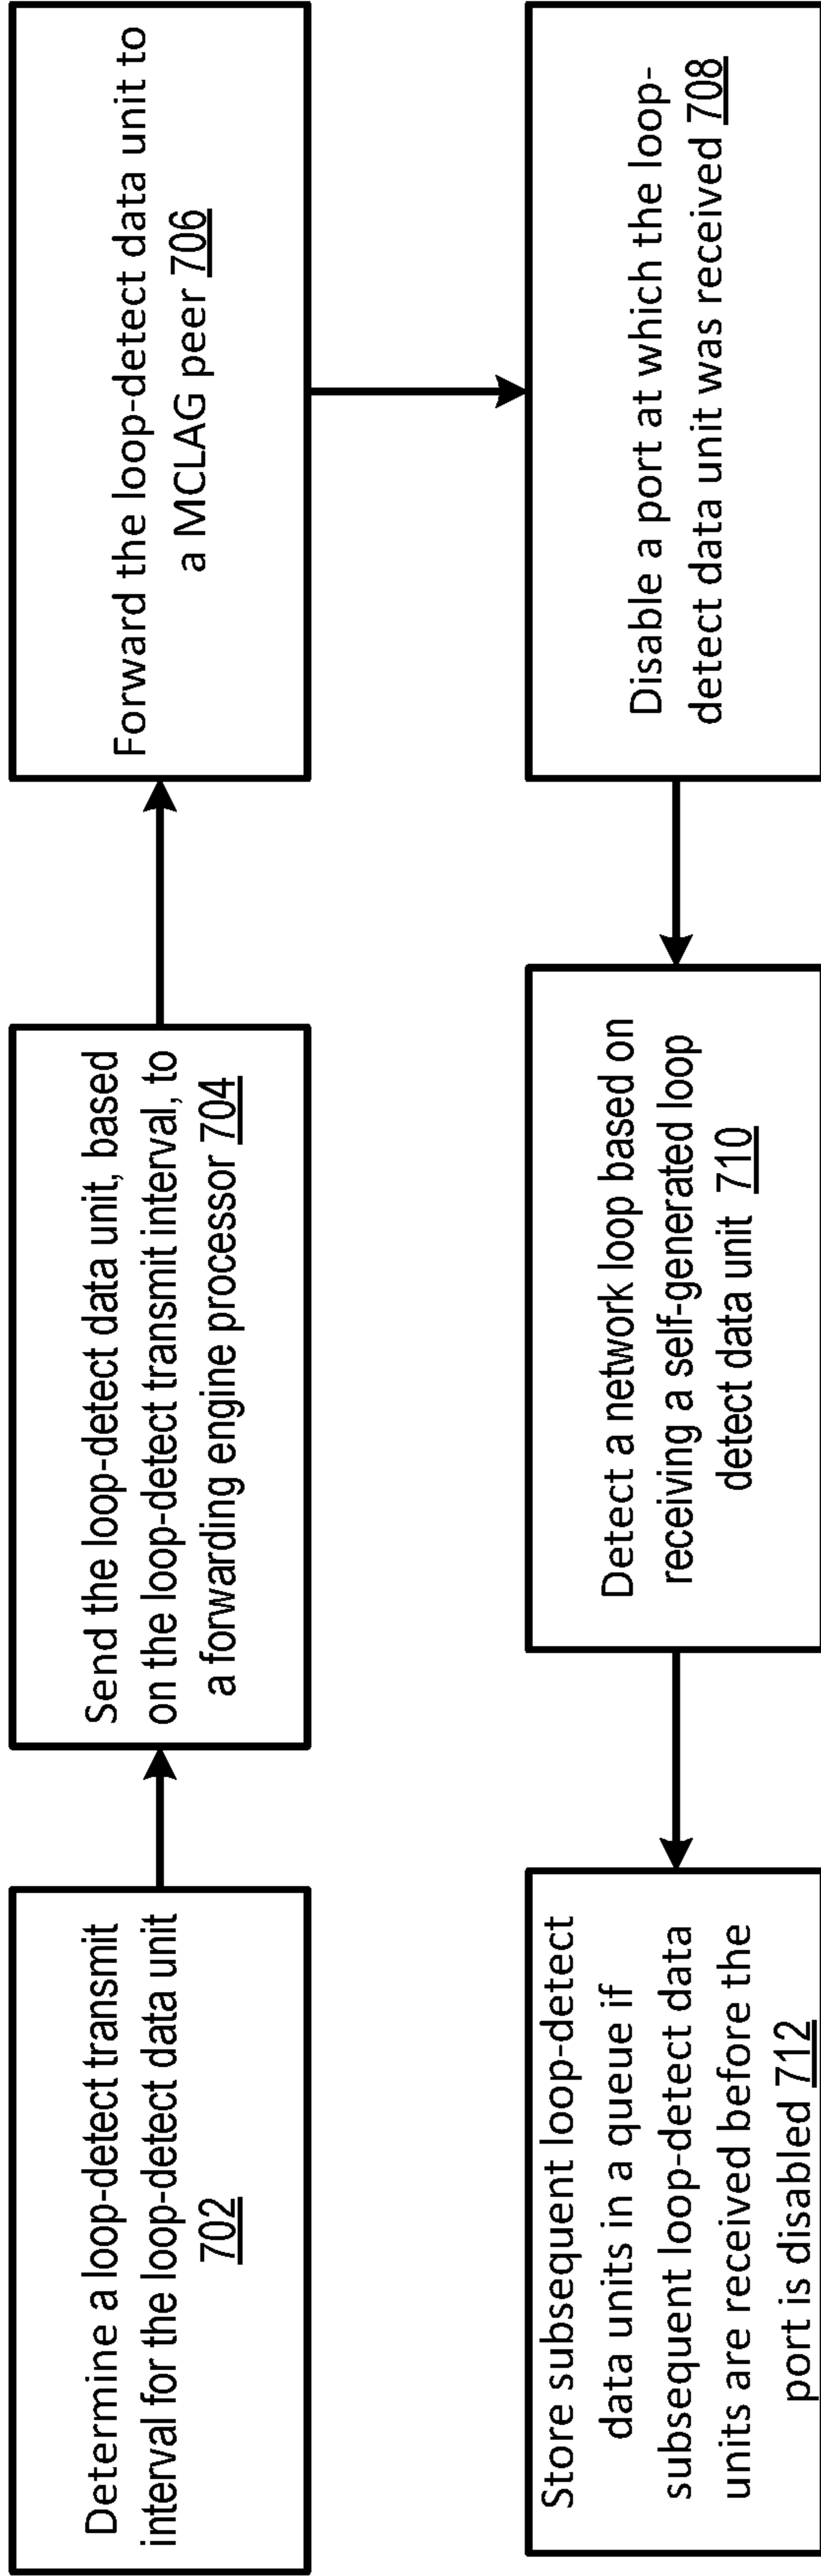 Determine a loop-detect transmit
interval for the loop-detect data unit
702
Send the loop-detect data unit, based
on the loop-detect transmit interval, to
a forwarding engine processor 704
Forward the loop-detect data unit to
a MCLAG peer 706
Disable a port at which the loop-
detect data unit was received 708
Detect a network loop based on
receiving a self-generated loop
detect data unit 710
Store subsequent loop-detect
data units in a queue if
subsequent loop-detect data
units are received before the
port is disabled 712